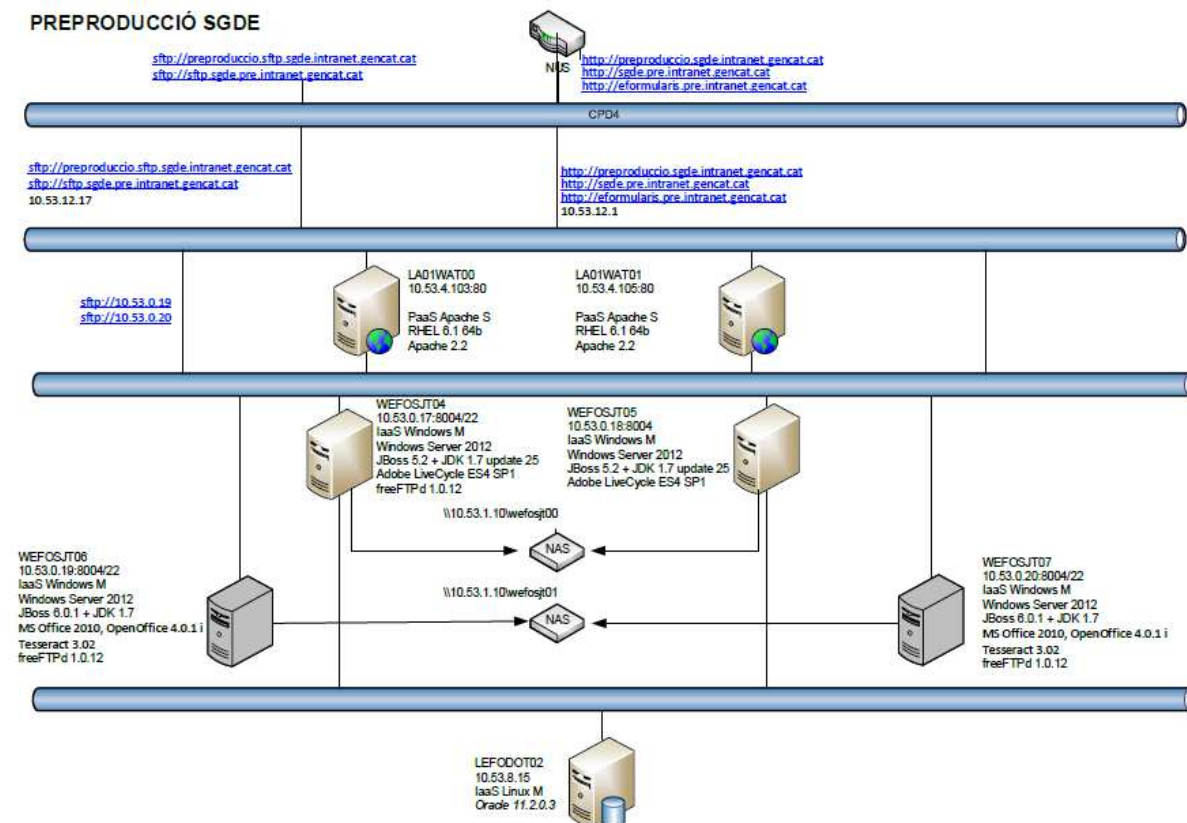 PREPRODUCCIÓ SGDE
sftp://preproduccio.sftp.sgde.intranet.gencat.cat
sftp://sftp.sgde.pre.intranet.gencat.cat
NUS
http://preproduccio.sgde.intranet.gencat.cat
http://sgde.pre.intranet.gencat.cat
http://eformularis.pre.intranet.gencat.cat
CPD4
sftp://preproduccio.sftp.sgde.intranet.gencat.cat
sftp://sftp.sgde.pre.intranet.gencat.cat
10.53.12.17
http://preproduccio.sgde.intranet.gencat.cat
http://sgde.pre.intranet.gencat.cat
http://eformularis.pre.intranet.gencat.cat
10.53.12.1
sftp://10.53.0.19
sftp://10.53.0.20
LA01WAT00
10.53.4.103:80
PaaS Apache S
RHEL 6.1 64b
Apache 2.2
LA01WAT01
10.53.4.105:80
PaaS Apache S
RHEL 6.1 64b
Apache 2.2
WEFOSJT04
10.53.0.17:8004/22
IaaS Windows M
Windows Server 2012
JBoss 5.2 + JDK 1.7 update 25
Adobe LiveCycle ES4 SP1
freeFTPd 1.0.12
WEFOSJT05
10.53.0.18:8004
IaaS Windows M
Windows Server 2012
JBoss 5.2 + JDK 1.7 update 25
Adobe LiveCycle ES4 SP1
\\10.53.1.10\wefosjt00
NAS
WEFOSJT06
10.53.0.19:8004/22
IaaS Windows M
Windows Server 2012
JBoss 6.0.1 + JDK 1.7
MS Office 2010, OpenOffice 4.0.1 i
Tesseract 3.02
freeFTPd 1.0.12
\\10.53.1.10\wefosjt01
NAS
WEFOSJT07
10.53.0.20:8004/22
IaaS Windows M
Windows Server 2012
JBoss 6.0.1 + JDK 1.7
MS Office 2010, OpenOffice 4.0.1 i
Tesseract 3.02
freeFTPd 1.0.12
LEFODOT02
10.53.8.15
IaaS Linux M
Oracle 11.2.0.3